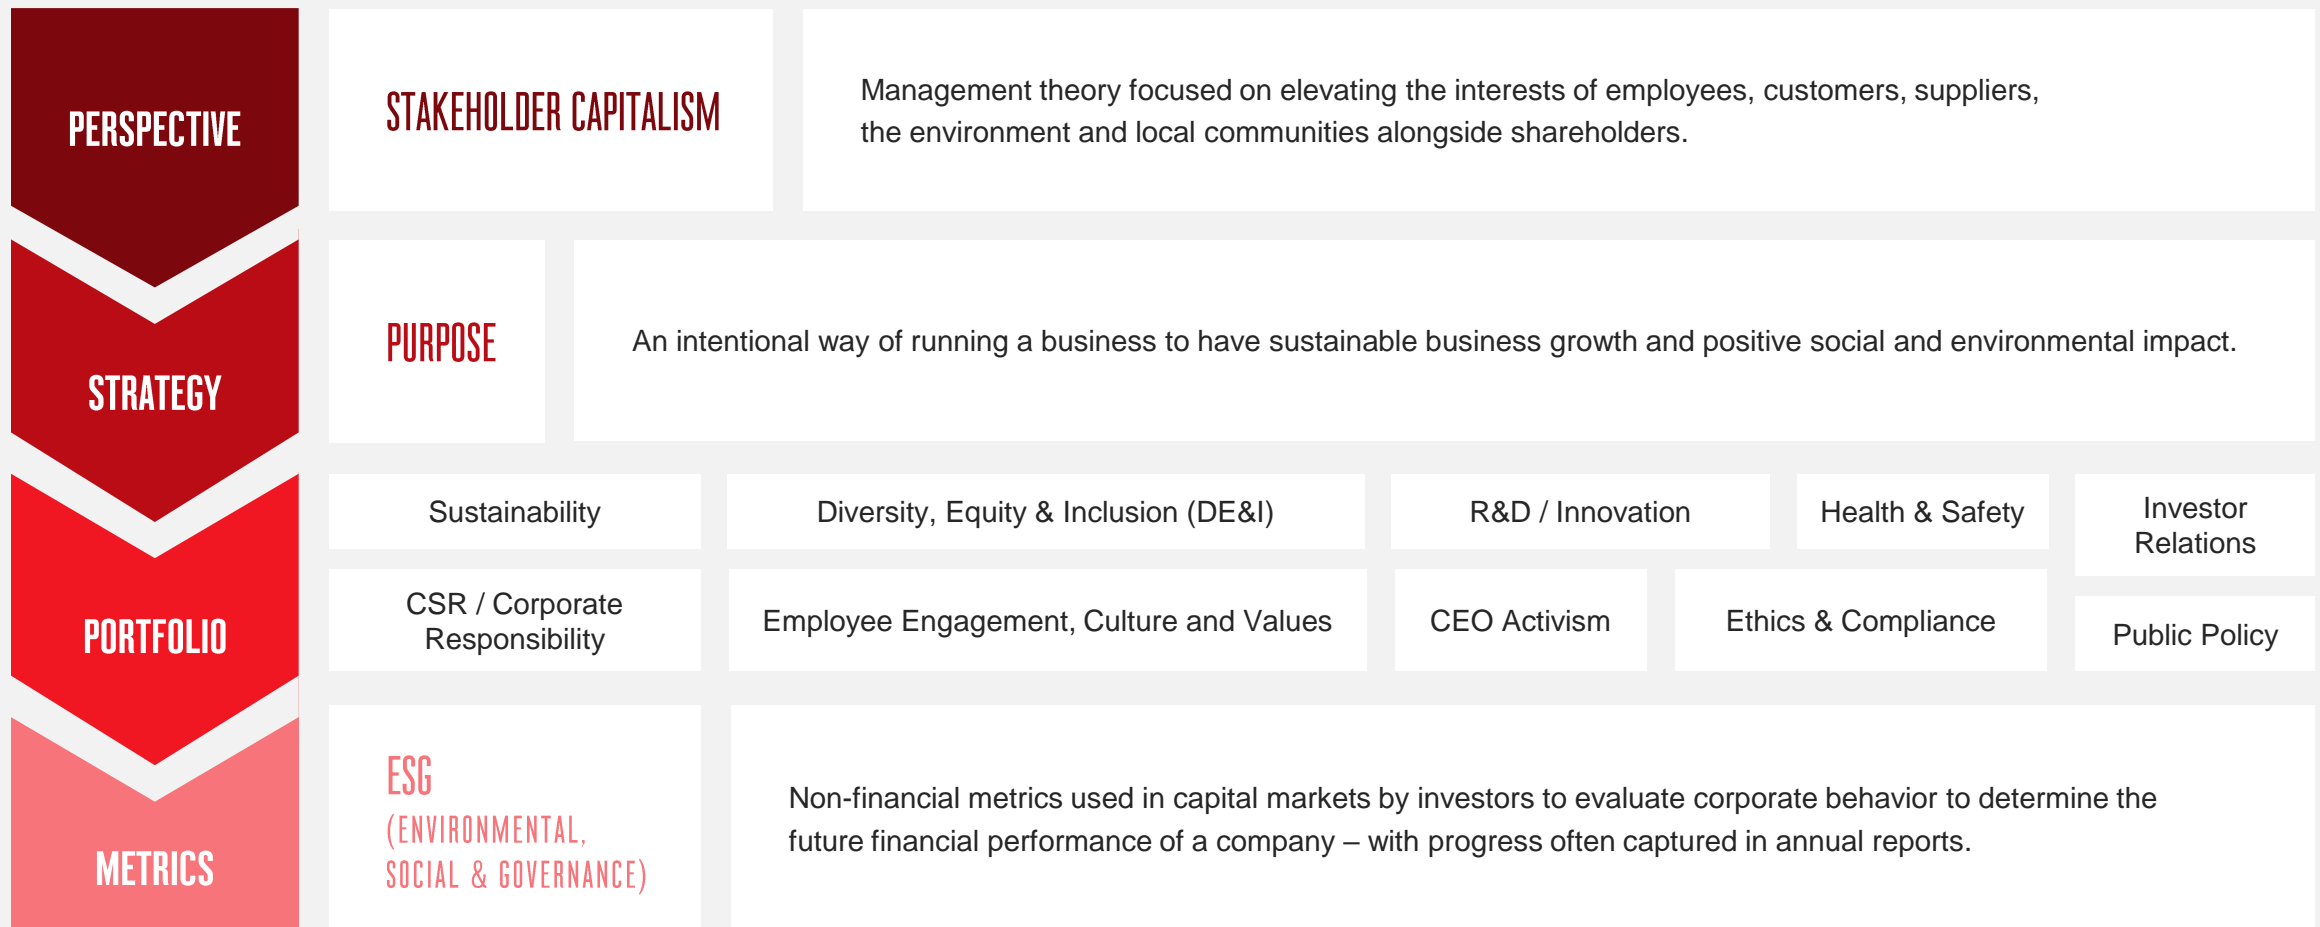 PERSPECTIVE
STAKEHOLDER CAPITALISM
Management theory focused on elevating the interests of employees, customers, suppliers,
the environment and local communities alongside shareholders.
STRATEGY
PURPOSE
An intentional way of running a business to have sustainable business growth and positive social and environmental impact.
PORTFOLIO
Sustainability
Diversity, Equity & Inclusion (DE&I)
R&D / Innovation
Health & Safety
Investor
Relations
CSR / Corporate
Responsibility
Employee Engagement, Culture and Values
CEO Activism
Ethics & Compliance
Public Policy
METRICS
ESG
(ENVIRONMENTAL,
SOCIAL & GOVERNANCE)
Non-financial metrics used in capital markets by investors to evaluate corporate behavior to determine the
future financial performance of a company – with progress often captured in annual reports.